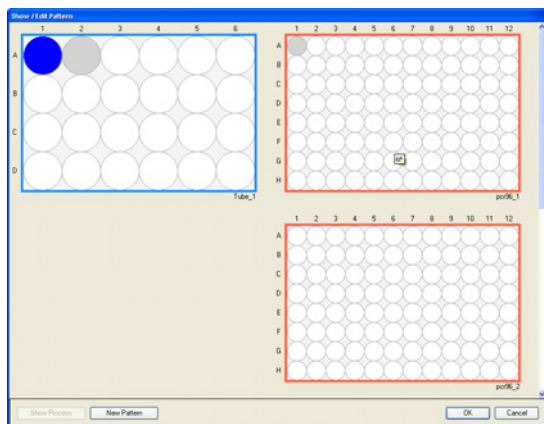 Show / Edit Pattern
1 2 3 4 5 6
A
B
C
D
Tube_1
1 2 3 4 5 6 7 8 9 10 11 12
A
B
C
D
E
F
G
H
pcr96_1
1 2 3 4 5 6 7 8 9 10 11 12
A
B
C
D
E
F
G
H
pcr96_2
Show Process
New Pattern
OK
Cancel